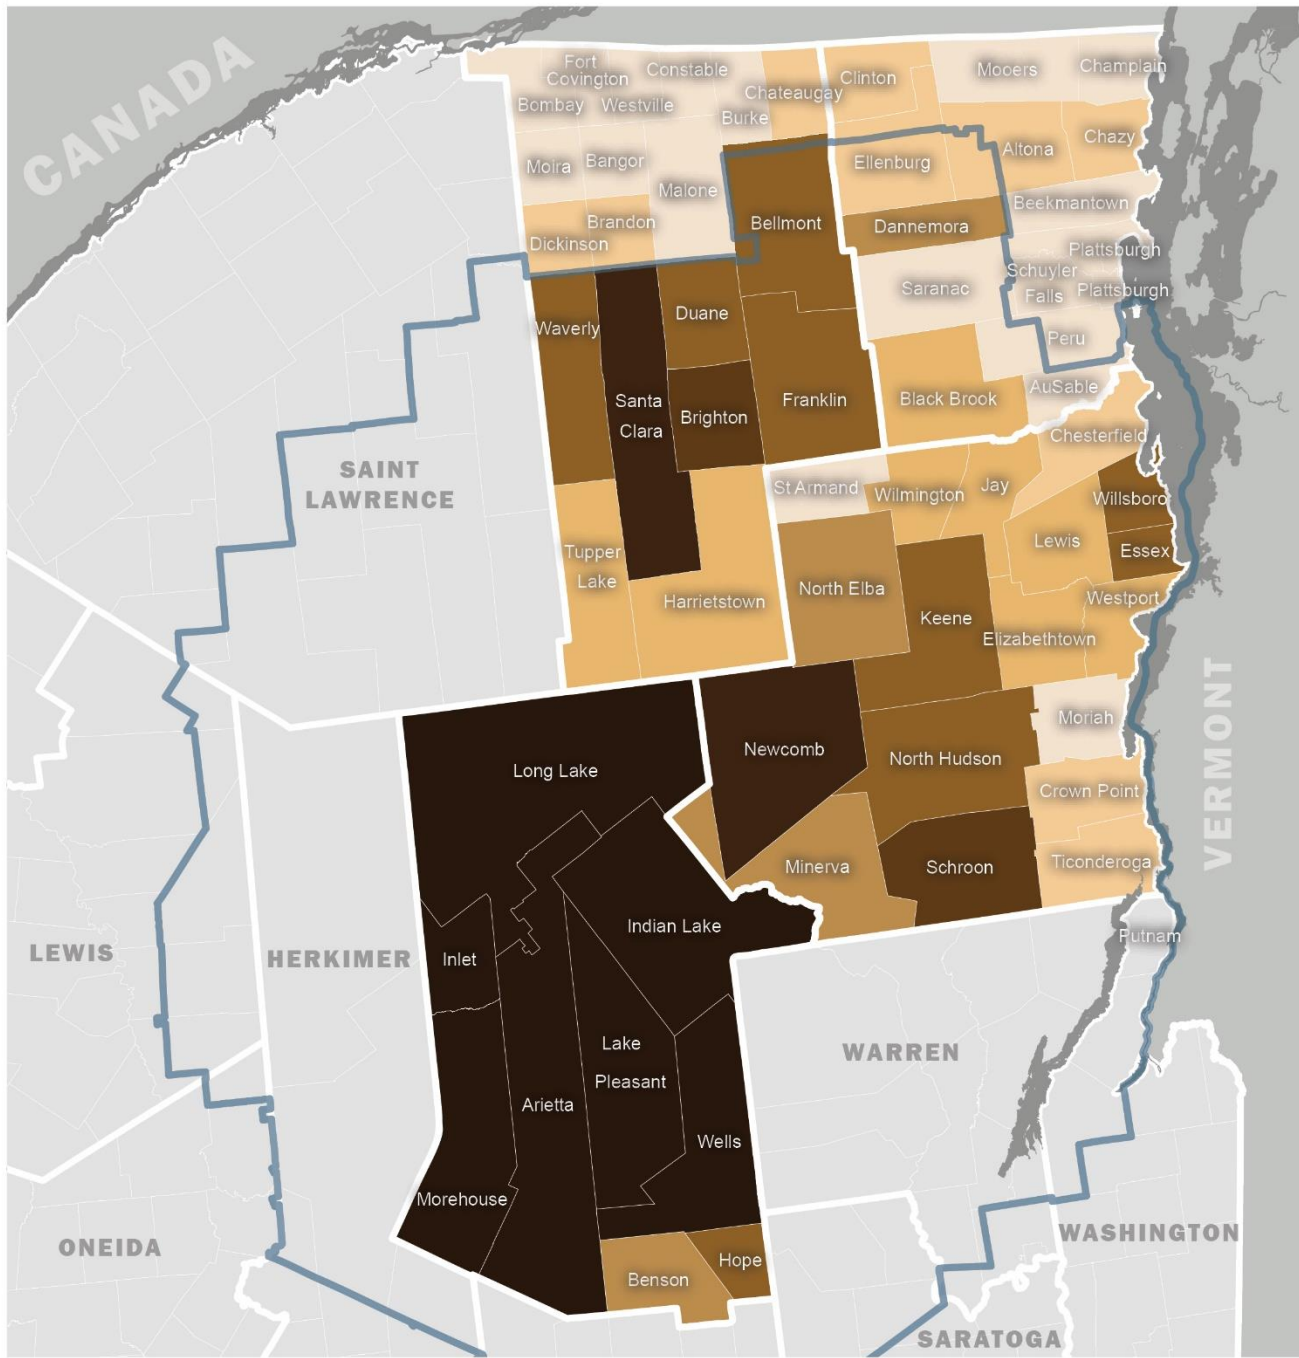 CANADA
Fort
Covington
Constable
Bombay
Westville
Burke
Chateaugay
Clinton
Mooers
Champlain
Moira
Bangor
Malone
Ellenburg
Altona
Chazy
Brandon
Dickinson
Bellmont
Dannemora
Beekmantown
Plattsburgh
Schuyler
Falls
Plattsburgh
Saranac
Peru
Waverly
Duane
Santa
Clara
Brighton
Franklin
Black Brook
AuSable
Chesterfield
SAINT
LAWRENCE
St Armand
Wilmington
Jay
Willsboro
Lewis
Essex
Tupper
Lake
Harrietstown
North Elba
Keene
Elizabethtown
Westport
VERMONT
Moriah
Newcomb
North Hudson
Long Lake
Crown Point
Minerva
Schroon
Ticonderoga
Indian Lake
Putnam
LEWIS
HERKIMER
Inlet
Lake
Pleasant
WARREN
Arietta
Wells
Morehouse
ONEIDA
Benson
Hope
WASHINGTON
SARATOGA